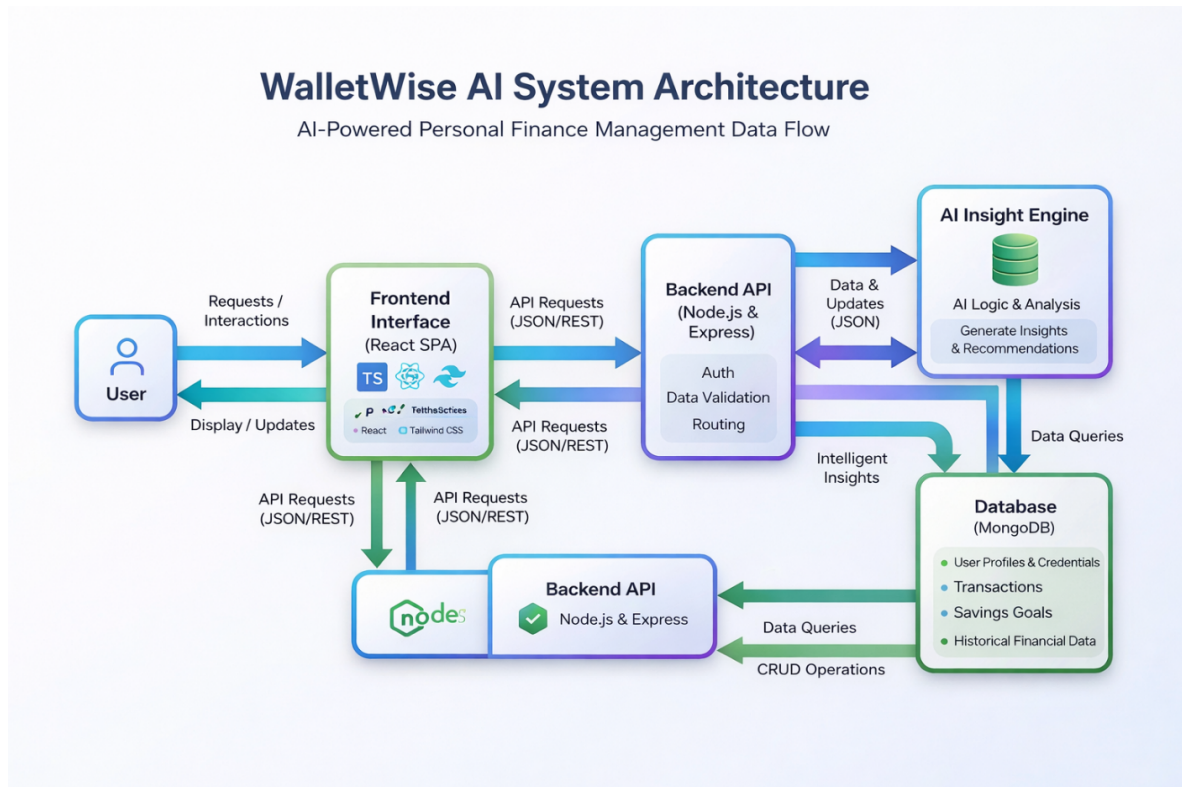 WalletWise AI System Architecture
AI-Powered Personal Finance Management Data Flow
User
Requests /
Interactions
Display / Updates
Frontend
Interface
(React SPA)
TS
P
React
Tailwind CSS
API Requests
(JSON/REST)
API Requests
(JSON/REST)
Backend API
(Node.js &
Express)
Auth
Data Validation
Routing
Data &
Updates
(JSON)
AI Insight Engine
AI Logic & Analysis
Generate Insights
& Recommendations
Intelligent
Insights
Data Queries
Database
(MongoDB)
User Profiles & Credentials
Transactions
Savings Goals
Historical Financial Data
API Requests
(JSON/REST)
API Requests
(JSON/REST)
nodes
Backend API
Node.js & Express
Data Queries
CRUD Operations